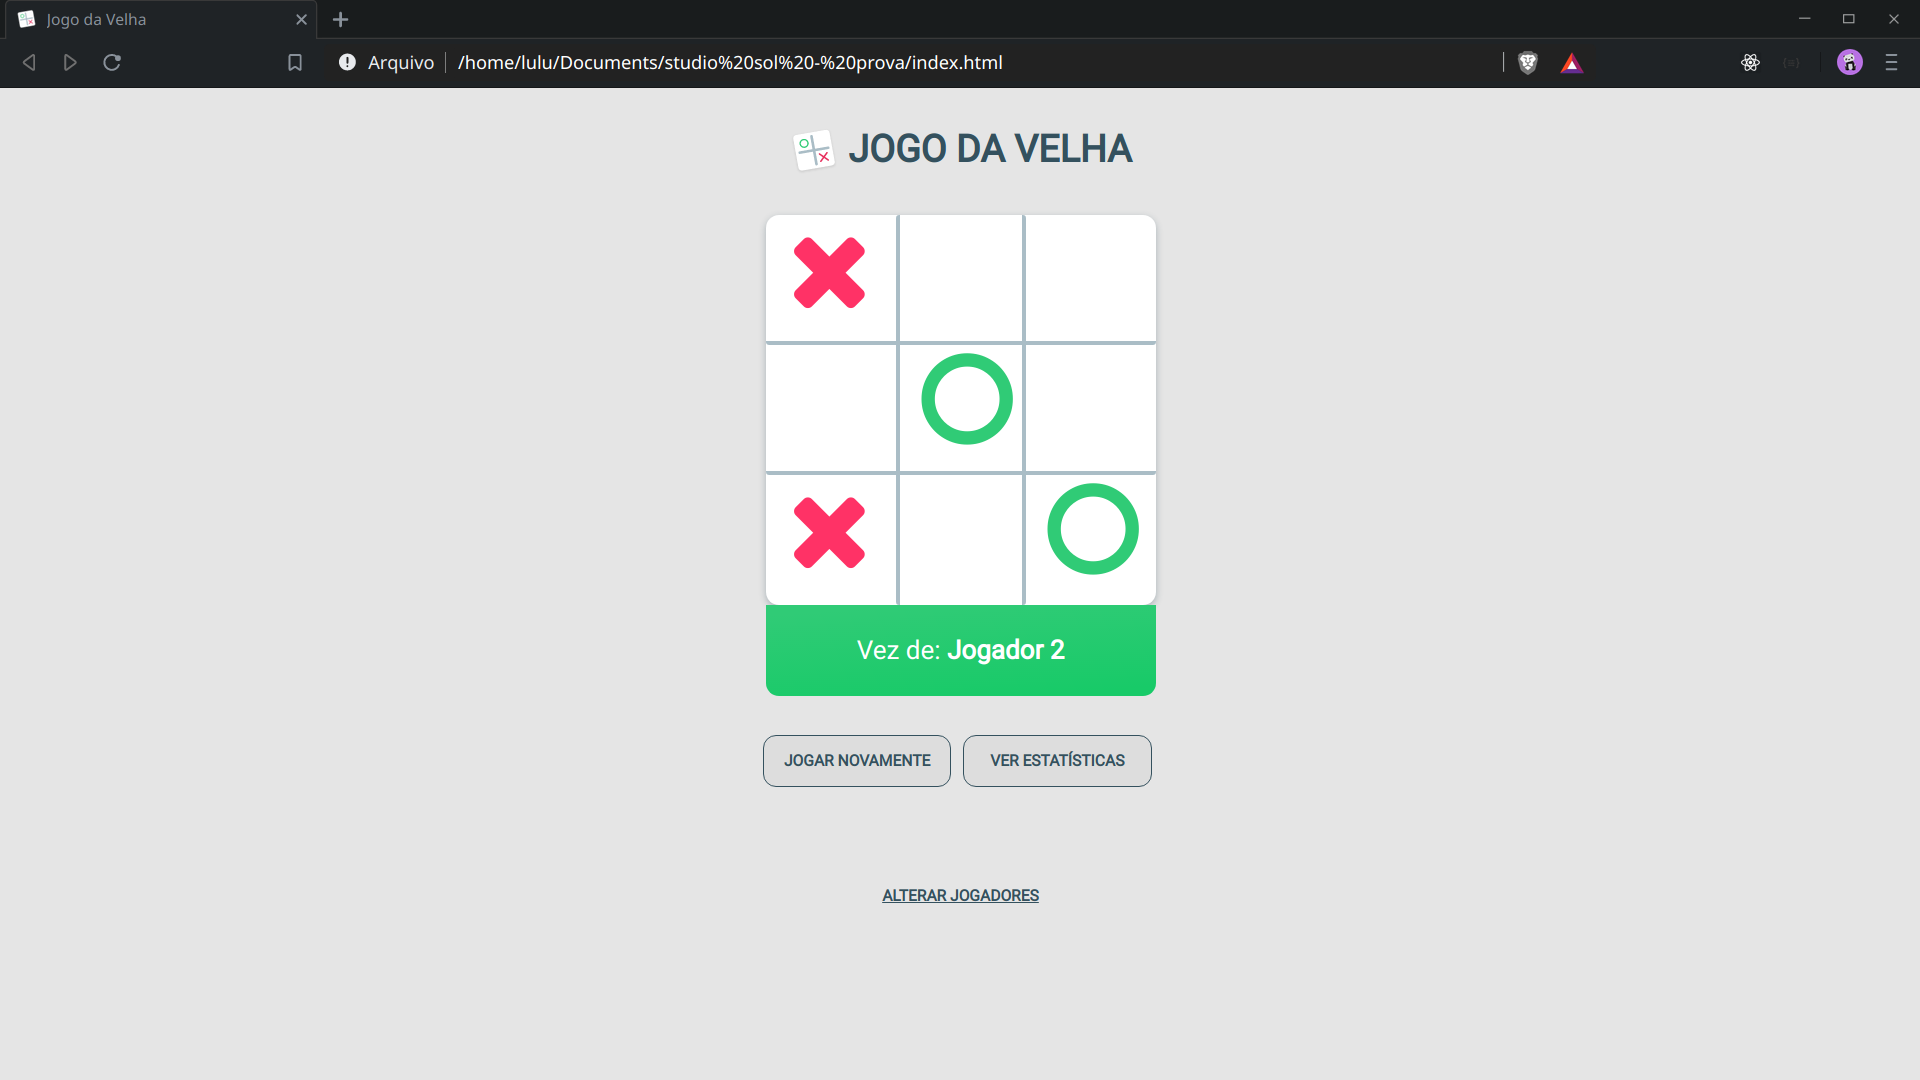 Jogo da Velha
Arquivo /home/lulu/Documents/studio%20sol%20-%20prova/index.html
JOGO DA VELHA
Vez de: Jogador 2
JOGAR NOVAMENTE VER ESTATÍSTICAS
ALTERAR JOGADORES